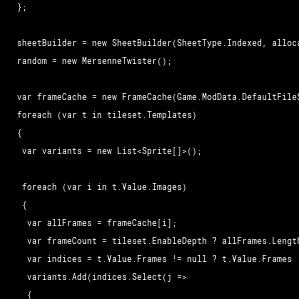 };
sheetBuilder = new SheetBuilder(SheetType.Indexed, alloca
random = new MersenneTwister();
var frameCache = new FrameCache(Game.ModData.DefaultFileS
foreach (var t in tileset.Templates)
{
var variants = new List<Sprite[]>();
foreach (var i in t.Value.Images)
{
var allFrames = frameCache[i];
var frameCount = tileset.EnableDepth ? allFrames.Length
var indices = t.Value.Frames != null ? t.Value.Frames
variants.Add(indices.Select(j =>
{